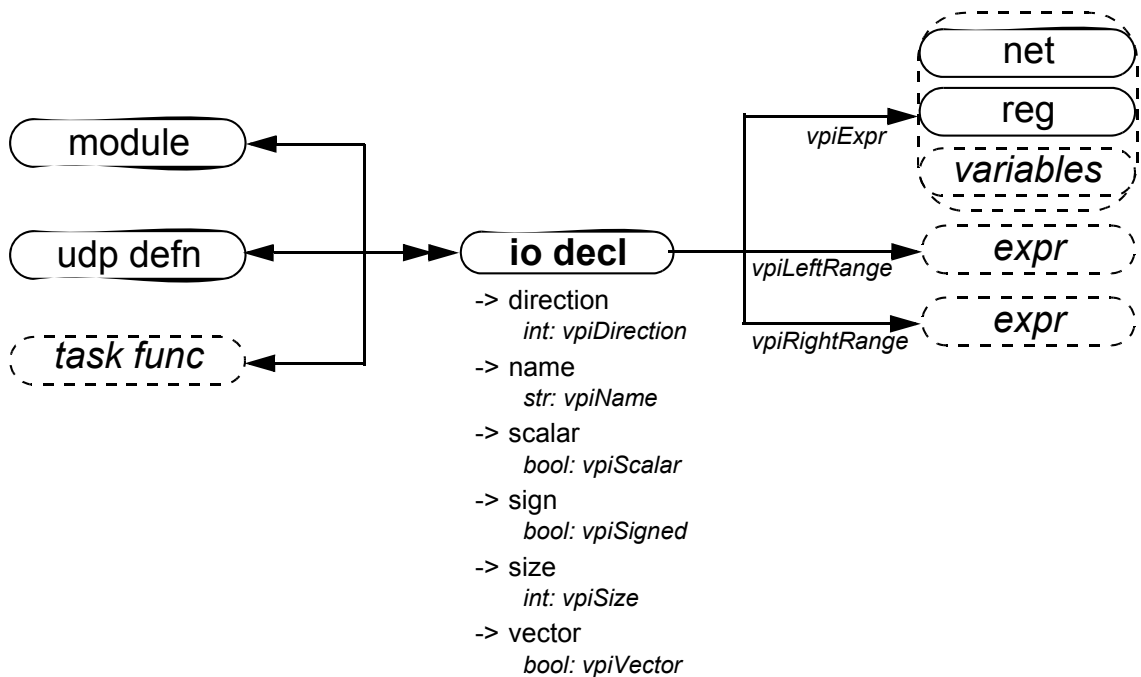 module
udp defn
task func
io decl
-> direction
int: vpiDirection
-> name
str: vpiName
-> scalar
bool: vpiScalar
-> sign
bool: vpiSigned
-> size
int: vpiSize
-> vector
bool: vpiVector
vpiExpr
vpiLeftRange
vpiRightRange
net
reg
variables
expr
expr